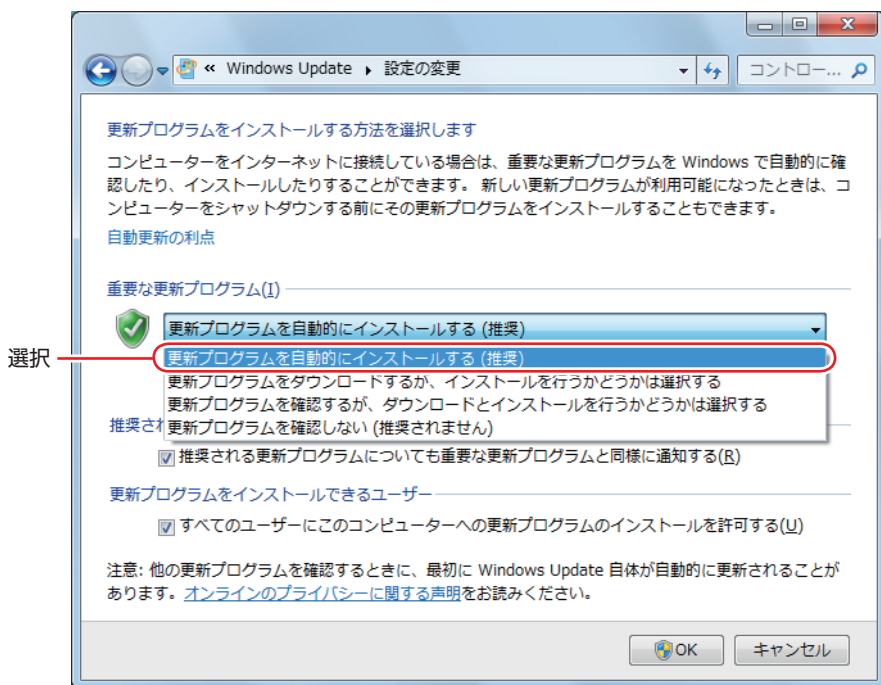 « Windows Update ▸ 設定の変更
コントロー...
更新プログラムをインストールする方法を選択します
コンピューターをインターネットに接続している場合は、重要な更新プログラムを Windows で自動的に確
認したり、インストールしたりすることができます。 新しい更新プログラムが利用可能になったときは、コ
ンピューターをシャットダウンする前にその更新プログラムをインストールすることもできます。
自動更新の利点
重要な更新プログラム(I)
更新プログラムを自動的にインストールする (推奨)
選択
更新プログラムを自動的にインストールする (推奨)
更新プログラムをダウンロードするが、インストールを行うかどうかは選択する
更新プログラムを確認するが、ダウンロードとインストールを行うかどうかは選択する
推奨され
更新プログラムを確認しない (推奨されません)
推奨される更新プログラムについても重要な更新プログラムと同様に通知する(R)
更新プログラムをインストールできるユーザー
すべてのユーザーにこのコンピューターへの更新プログラムのインストールを許可する(U)
注意: 他の更新プログラムを確認するときに、最初に Windows Update 自体が自動的に更新されることが
あります。オンラインのプライバシーに関する声明をお読みください。
OK
キャンセル